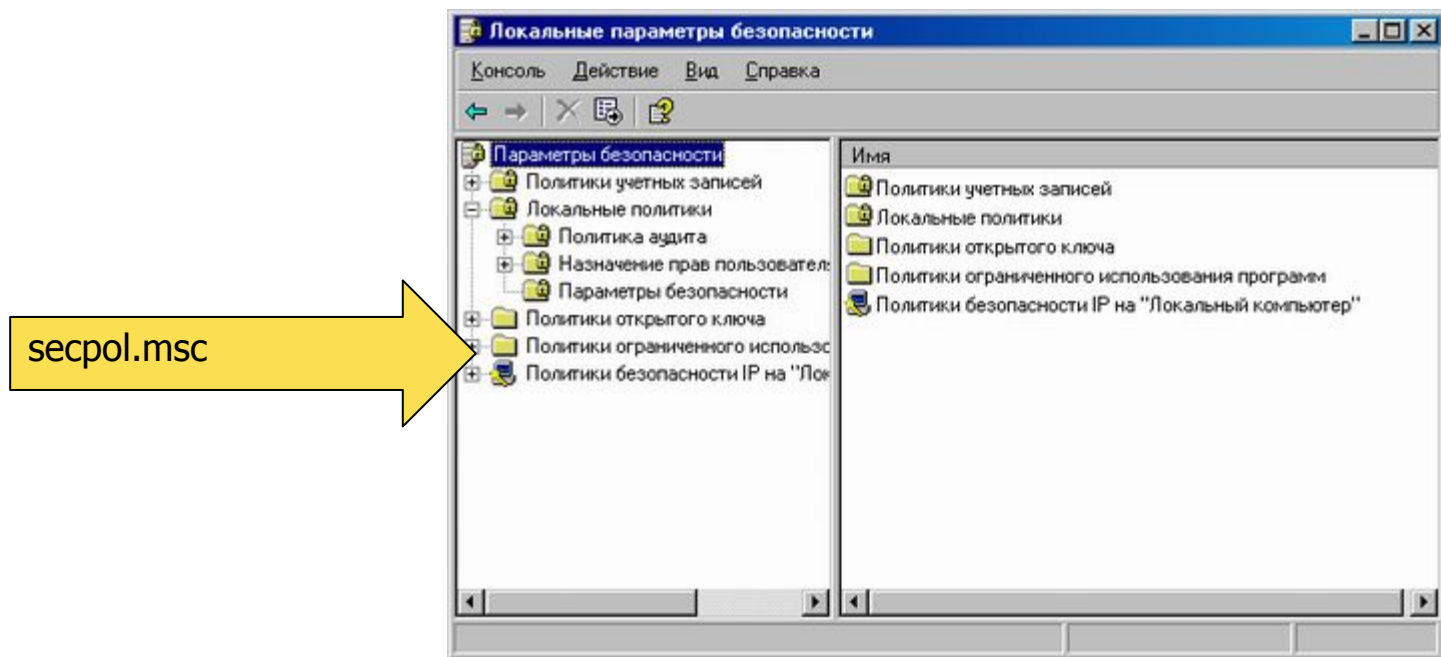 Локальные параметры безопасности
Консоль Действие Вид Справка
Параметры безопасности
Политики учетных записей
Локальные политики
Политика аудита
Назначение прав пользовател
Параметры безопасности
Политики открытого ключа
Политики ограниченного использо
Политики безопасности IP на "Лок
Имя
Политики учетных записей
Локальные политики
Политики открытого ключа
Политики ограниченного использования программ
Политики безопасности IP на "Локальный компьютер"
secpol.msc